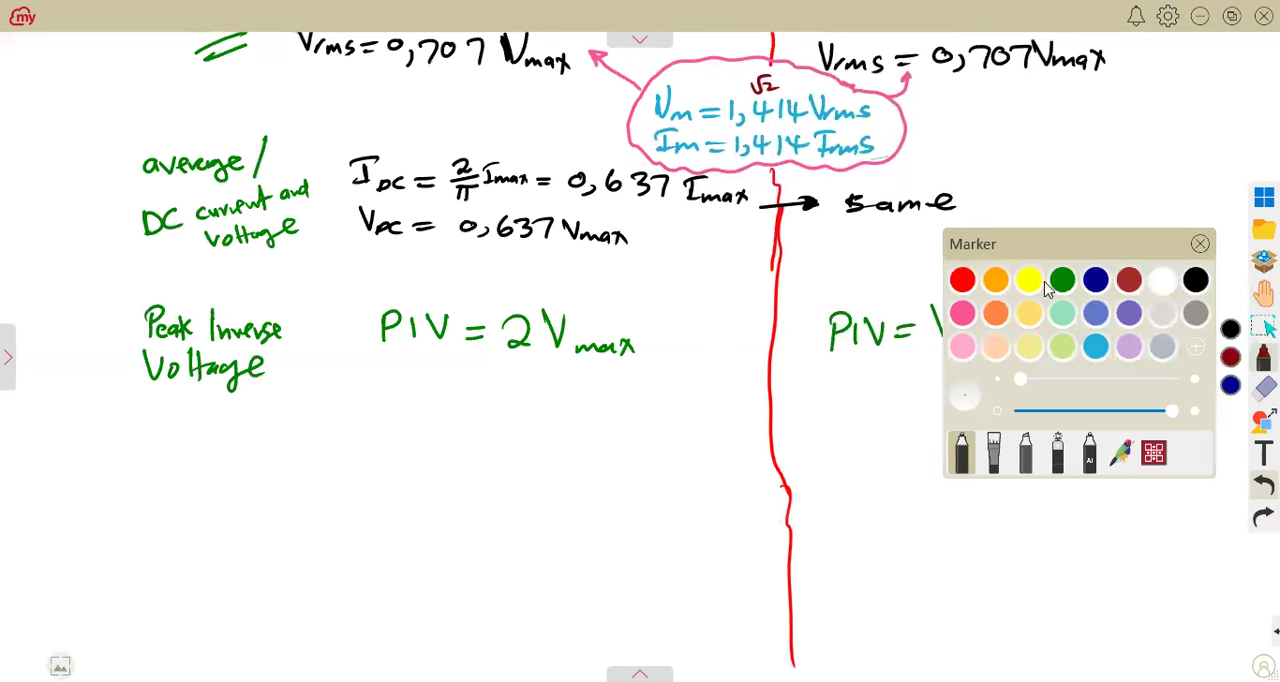 my
Vrms = 0,707 Vmax
Vrms = 0,707Vmax
√2
Vm = 1,414 Vrms
Im = 1,414 Irms
average/
DC current and
voltage
IDC = 2/π Imax = 0,637 Imax → same
VDC = 0,637 Vmax
Marker
Peak Inverse
Voltage
PIV = 2 Vmax
PIV = V
AI
T